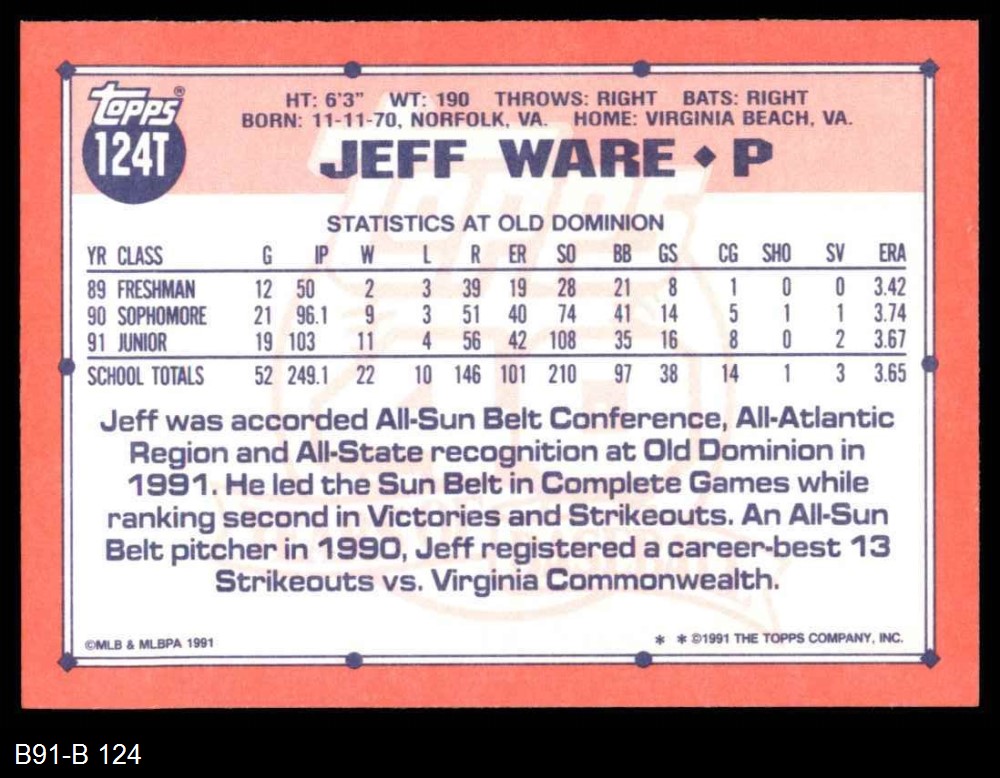 topps®
124T
HT: 6'3" WT: 190 THROWS: RIGHT BATS: RIGHT
BORN: 11-11-70, NORFOLK, VA. HOME: VIRGINIA BEACH, VA.
JEFF WARE ◆ P
STATISTICS AT OLD DOMINION
YR CLASS G IP W L R ER SO BB GS CG SHO SV ERA
89 FRESHMAN 12 50 2 3 39 19 28 21 8 1 0 0 3.42
90 SOPHOMORE 21 96.1 9 3 51 40 74 41 14 5 1 1 3.74
91 JUNIOR 19 103 11 4 56 42 108 35 16 8 0 2 3.67
SCHOOL TOTALS 52 249.1 22 10 146 101 210 97 38 14 1 3 3.65
Jeff was accorded All-Sun Belt Conference, All-Atlantic
Region and All-State recognition at Old Dominion in
1991. He led the Sun Belt in Complete Games while
ranking second in Victories and Strikeouts. An All-Sun
Belt pitcher in 1990, Jeff registered a career-best 13
Strikeouts vs. Virginia Commonwealth.
©MLB & MLBPA 1991
* * ©1991 THE TOPPS COMPANY, INC.
B91-B 124